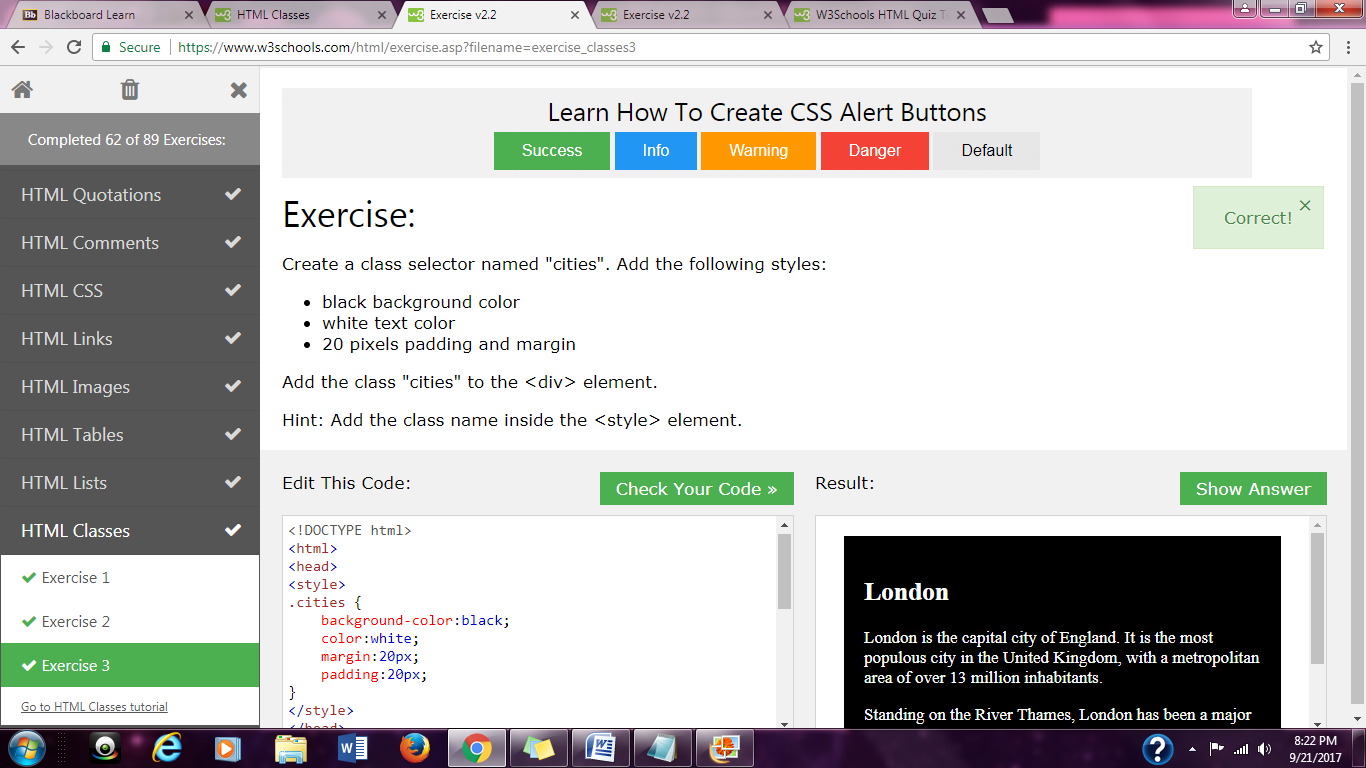 Blackboard Learn
HTML Classes
Exercise v2.2
Exercise v2.2
W3Schools HTML Quiz
Secure
https://www.w3schools.com/html/exercise.asp?filename=exercise_classes3
Completed 62 of 89 Exercises:
HTML Quotations
HTML Comments
HTML CSS
HTML Links
HTML Images
HTML Tables
HTML Lists
HTML Classes
Exercise 1
Exercise 2
Exercise 3
Go to HTML Classes tutorial
Learn How To Create CSS Alert Buttons
Success Info Warning Danger Default
Correct! ×
Exercise:
Create a class selector named "cities". Add the following styles:
• black background color
• white text color
• 20 pixels padding and margin
Add the class "cities" to the <div> element.
Hint: Add the class name inside the <style> element.
Edit This Code:
Check Your Code »
<!DOCTYPE html>
<html>
<head>
<style>
.cities {
    background-color:black;
    color:white;
    margin:20px;
    padding:20px;
}
</style>
</head>
Result:
Show Answer
London
London is the capital city of England. It is the most
populous city in the United Kingdom, with a metropolitan
area of over 13 million inhabitants.
Standing on the River Thames, London has been a major
8:22 PM
9/21/2017